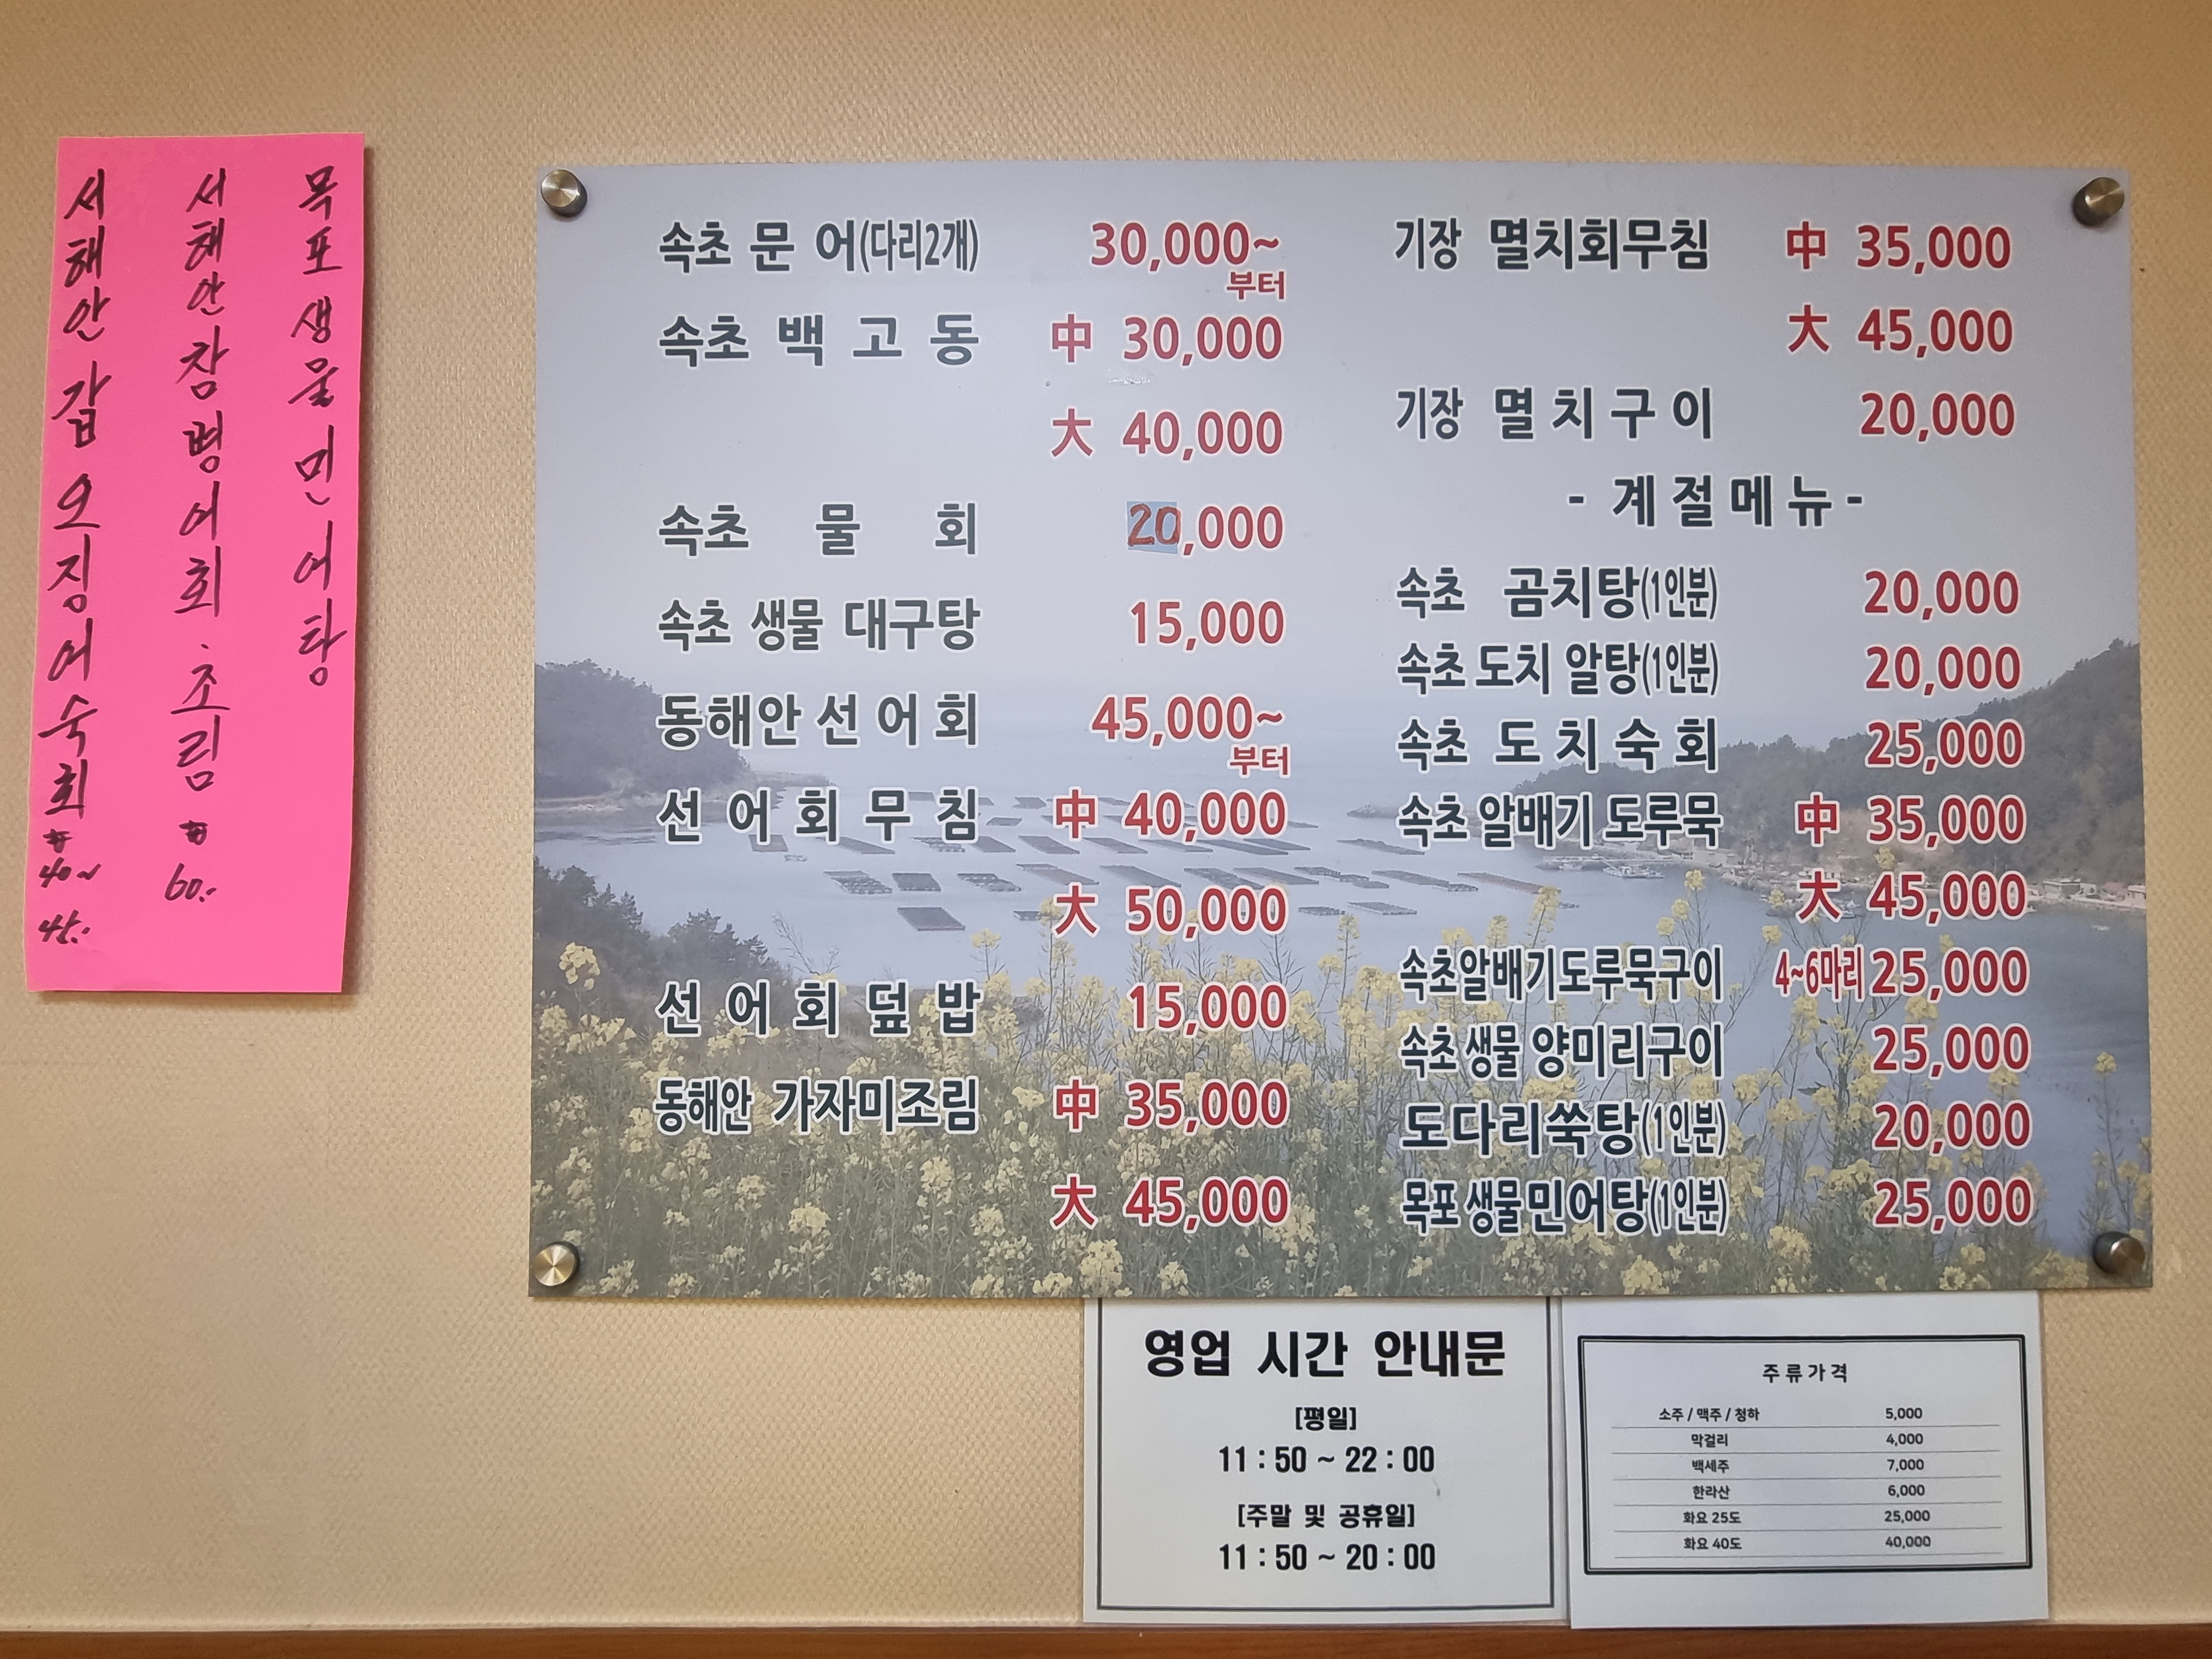 목포생물민어탕
서해안참병어회·조림 ₩ 60.-
서해안갑오징어숙회 ₩ 40~ 45.-
속초 문 어(다리2개) 30,000~
부터
속초 백 고 동 中 30,000
大 40,000
속초 물 회 20,000
속초 생물 대구탕 15,000
동해안 선 어 회 45,000~
부터
선 어 회 무 침 中 40,000
大 50,000
선 어 회 덮 밥 15,000
동해안 가자미조림 中 35,000
大 45,000
기장 멸치회무침 中 35,000
大 45,000
기장 멸 치 구 이 20,000
- 계 절 메 뉴 -
속초 곰치탕(1인분) 20,000
속초 도치 알탕(1인분) 20,000
속초 도 치 숙 회 25,000
속초 알배기 도루묵 中 35,000
大 45,000
속초알배기도루묵구이 4~6마리 25,000
속초 생물 양미리구이 25,000
도다리쑥탕(1인분) 20,000
목포 생물민어탕(1인분) 25,000
영업 시간 안내문
[평일]
11 : 50 ~ 22 : 00
[주말 및 공휴일]
11 : 50 ~ 20 : 00
주류가격
소주 / 맥주 / 청하 5,000
막걸리 4,000
백세주 7,000
한라산 6,000
화요 25도 25,000
화요 40도 40,000